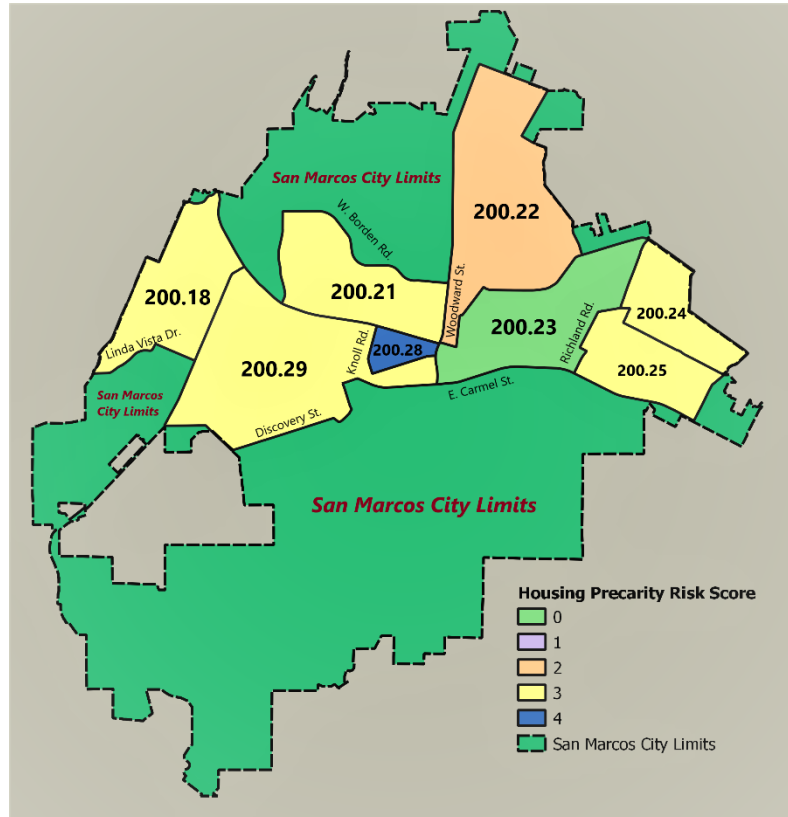 San Marcos City Limits
W. Borden Rd.
200.22
200.18
200.21
Woodward St.
200.23
Richland Rd.
200.24
Linda Vista Dr.
200.29
Knoll Rd.
200.28
200.25
San Marcos
City Limits
Discovery St.
E. Carmel St.
San Marcos City Limits
Housing Precarity Risk Score
0
1
2
3
4
San Marcos City Limits